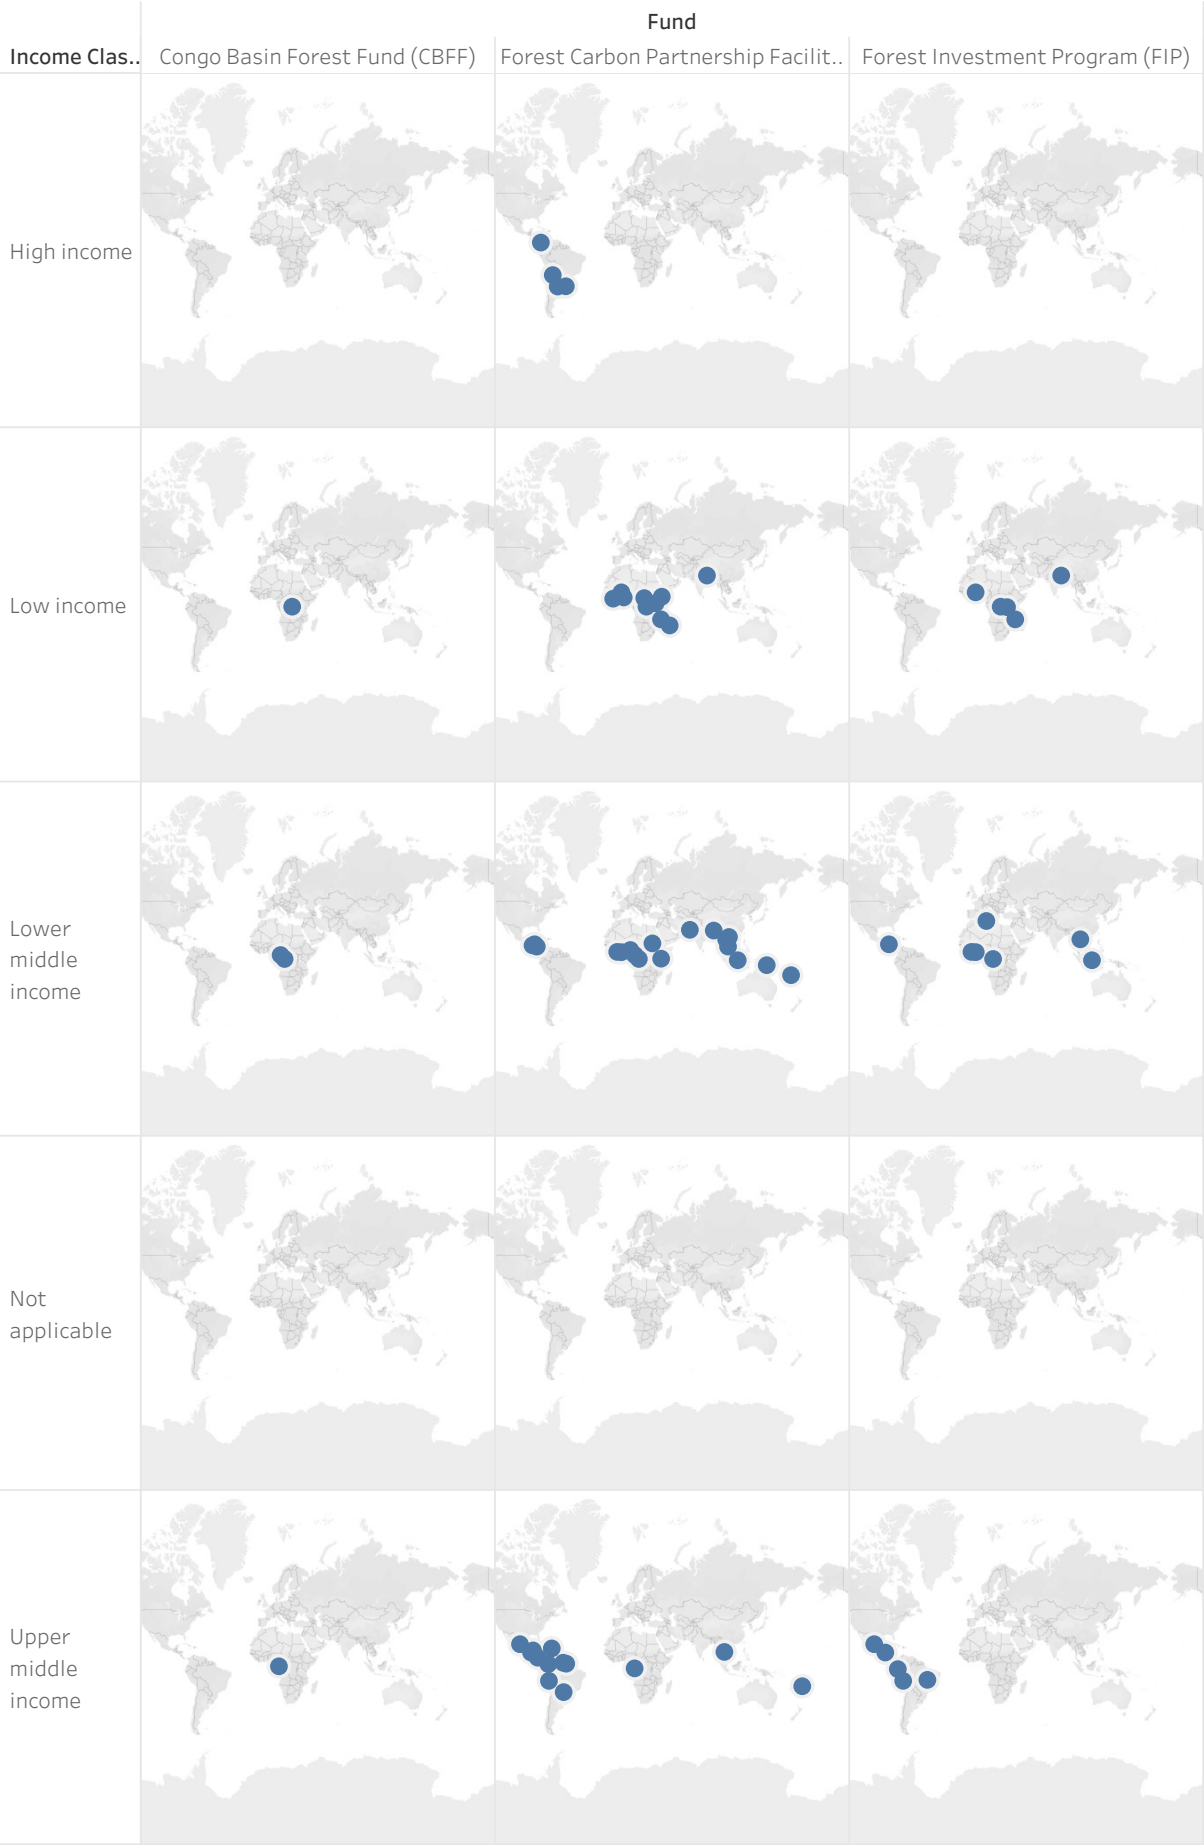 Fund
Income Clas..
Congo Basin Forest Fund (CBFF)
Forest Carbon Partnership Facilit..
Forest Investment Program (FIP)
High income
Low income
Lower
middle
income
Not
applicable
Upper
middle
income